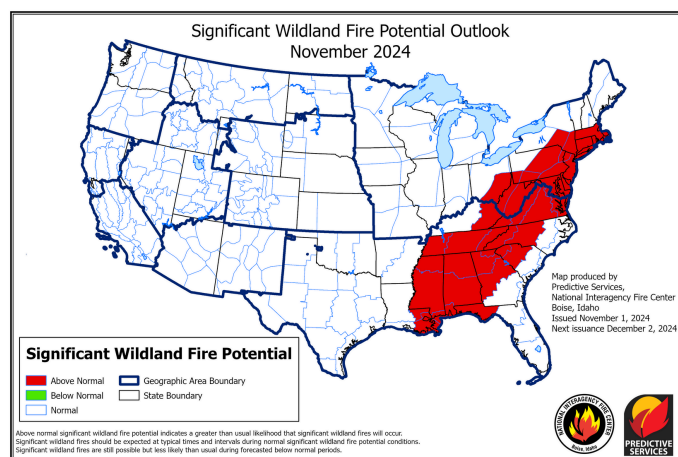 Significant Wildland Fire Potential Outlook
November 2024
Map produced by
Predictive Services,
National Interagency Fire Center
Boise, Idaho
Issued November 1, 2024
Next issuance December 2, 2024
Significant Wildland Fire Potential
Above Normal
Geographic Area Boundary
Below Normal
State Boundary
Normal
Above normal significant wildland fire potential indicates a greater than usual likelihood that significant wildland fires will occur.
Significant wildland fires should be expected at typical times and intervals during normal significant wildland fire potential conditions.
Significant wildland fires are still possible but less likely than usual during forecasted below normal periods.
NATIONAL INTERAGENCY FIRE CENTER
Boise, Idaho
PREDICTIVE
SERVICES